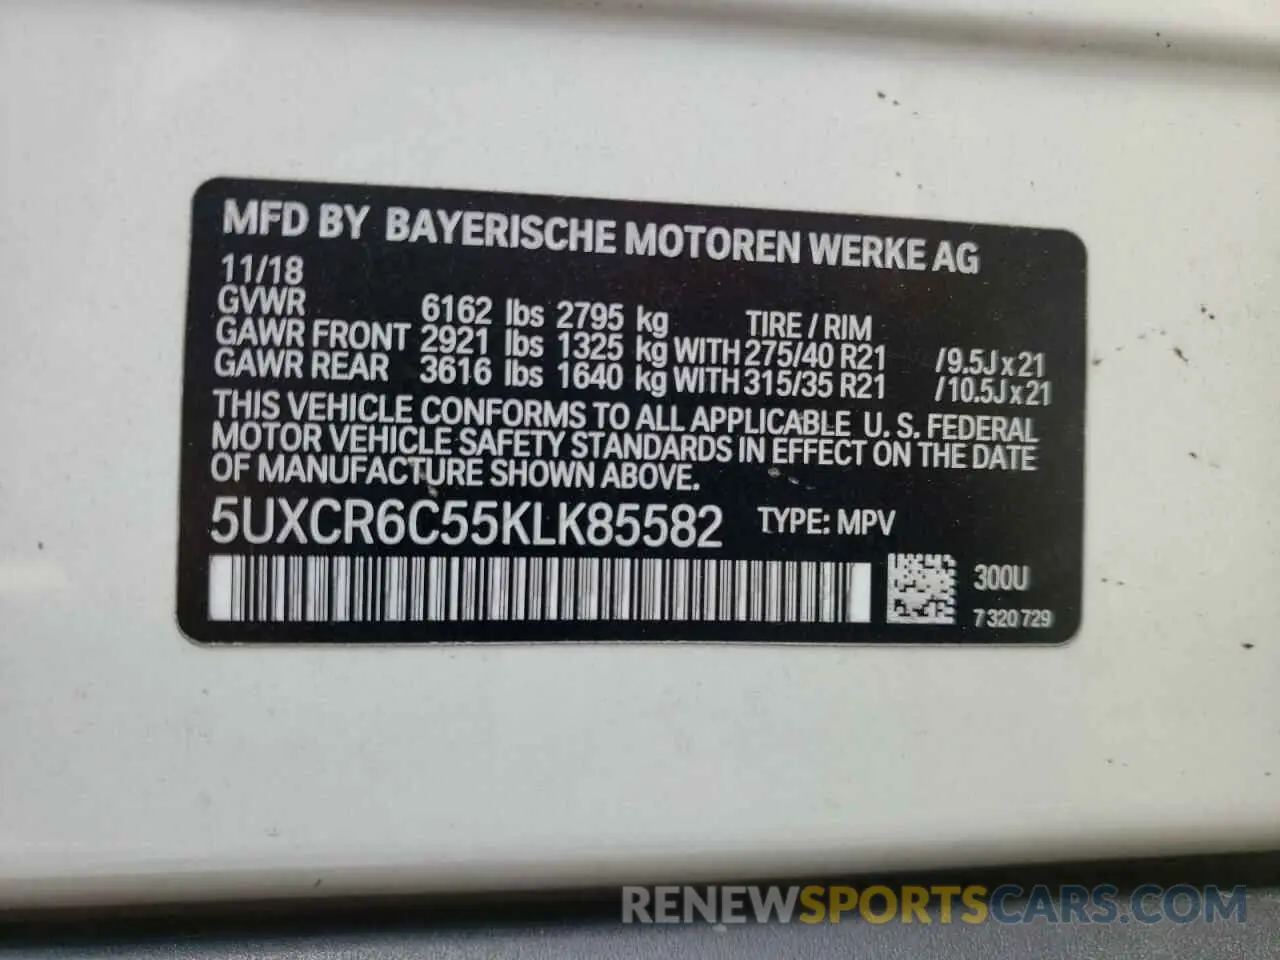 MFD BY BAYERISCHE MOTOREN WERKE AG
11/18
GVWR 6162 lbs 2795 kg TIRE / RIM
GAWR FRONT 2921 lbs 1325 kg WITH 275/40 R21 /9.5J x 21
GAWR REAR 3616 lbs 1640 kg WITH 315/35 R21 /10.5J x 21
THIS VEHICLE CONFORMS TO ALL APPLICABLE U. S. FEDERAL
MOTOR VEHICLE SAFETY STANDARDS IN EFFECT ON THE DATE
OF MANUFACTURE SHOWN ABOVE.
5UXCR6C55KLK85582 TYPE: MPV
300U
7 320 729
RENEWSPORTSCARS.COM